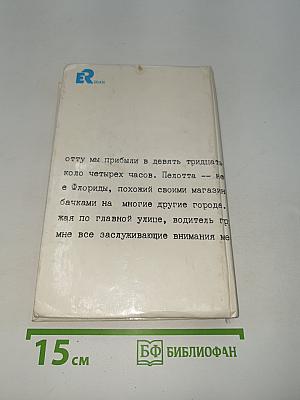 ER
отту мы прибыли в девять тридцать
коло четырех часов. Пелотта -- не
е Флориды, похожий своими магазин
бачками на многие другие города.
жая по главной улице, водитель гр
мне все заслуживающие внимания ме
15 см
БФ БИБЛИОФАН